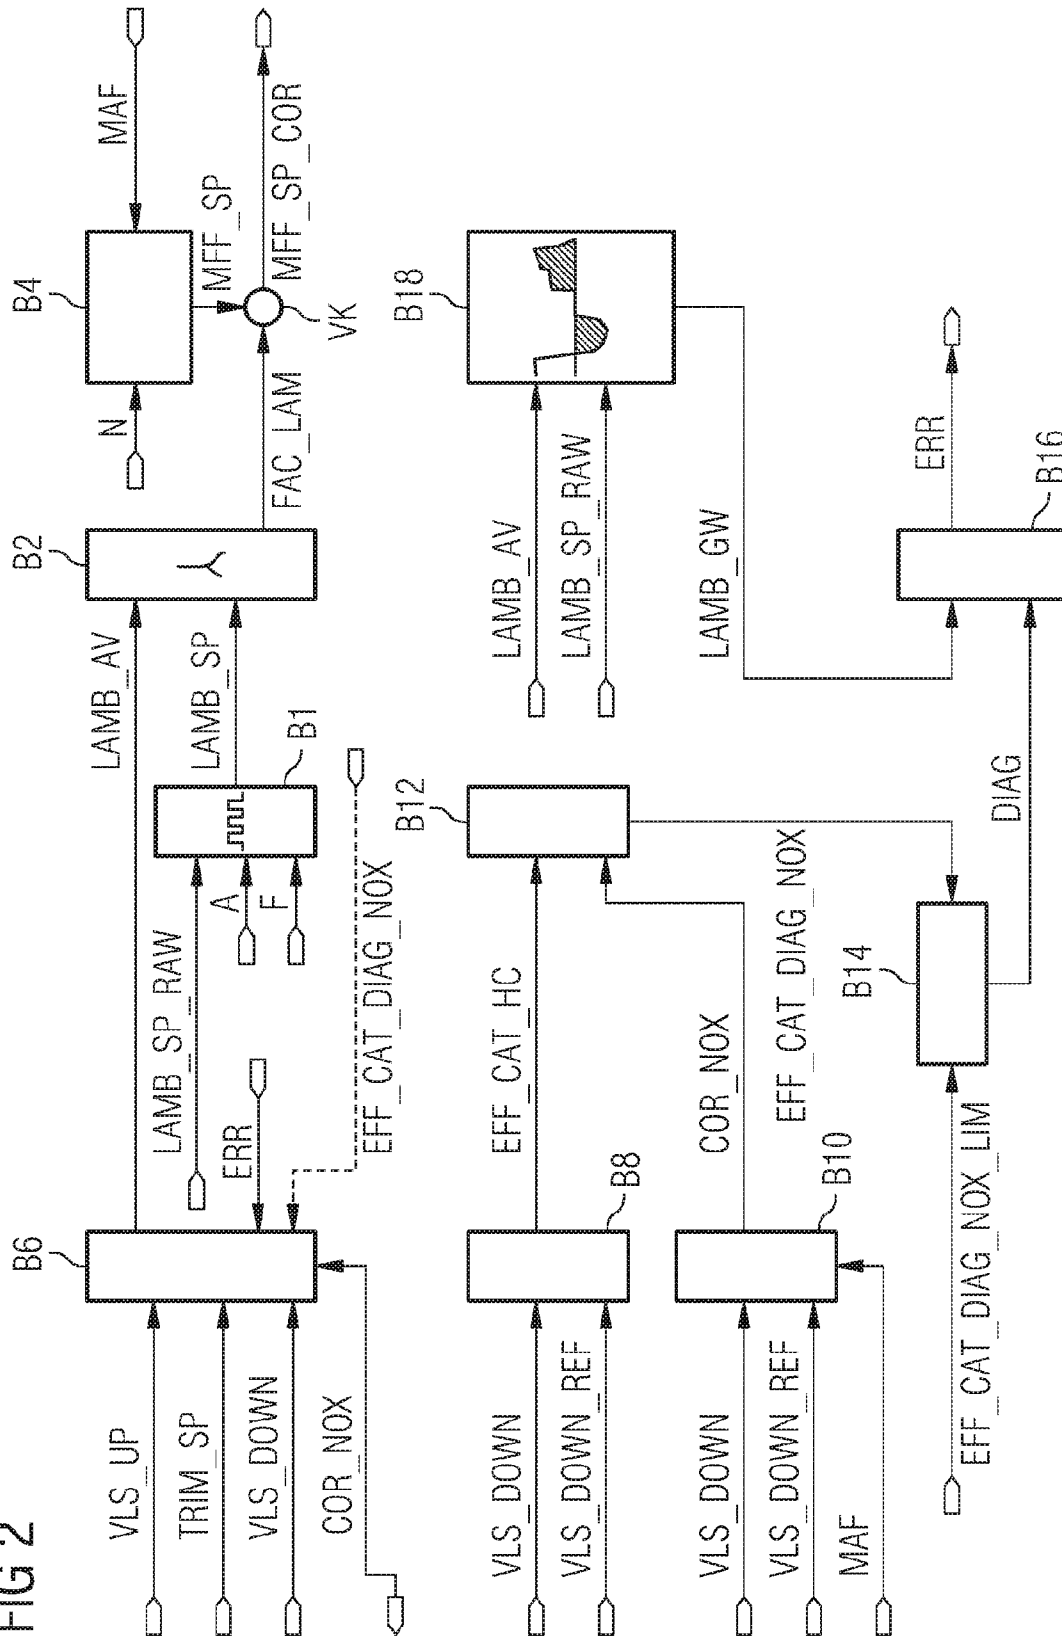 FIG 2
B6
VLS_UP
TRIM_SP
VLS_DOWN
COR_NOX
LAMB_AV
LAMB_SP_RAW
ERR
A
F
B1
EFF_CAT_DIAG_NOX
LAMB_SP
B2
FAC_LAM
N
B4
MAF
MFF_SP
MFF_SP_COR
VK
VLS_DOWN
VLS_DOWN_REF
B8
EFF_CAT_HC
B12
VLS_DOWN
VLS_DOWN_REF
MAF
B10
COR_NOX
EFF_CAT_DIAG_NOX
LAMB_AV
LAMB_SP_RAW
B18
LAMB_GW
EFF_CAT_DIAG_NOX_LIM
B14
DIAG
ERR
B16